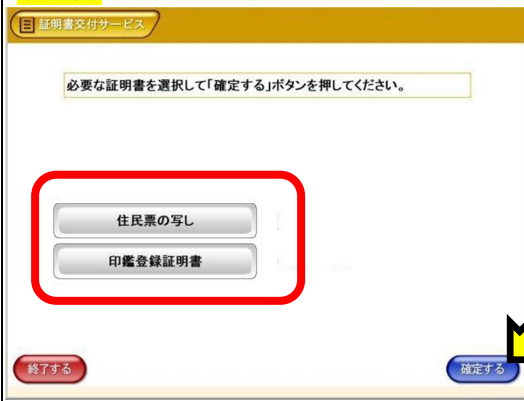 証明書交付サービス
必要な証明書を選択して「確定する」ボタンを押してください。
住民票の写し
印鑑登録証明書
終了する
確定する